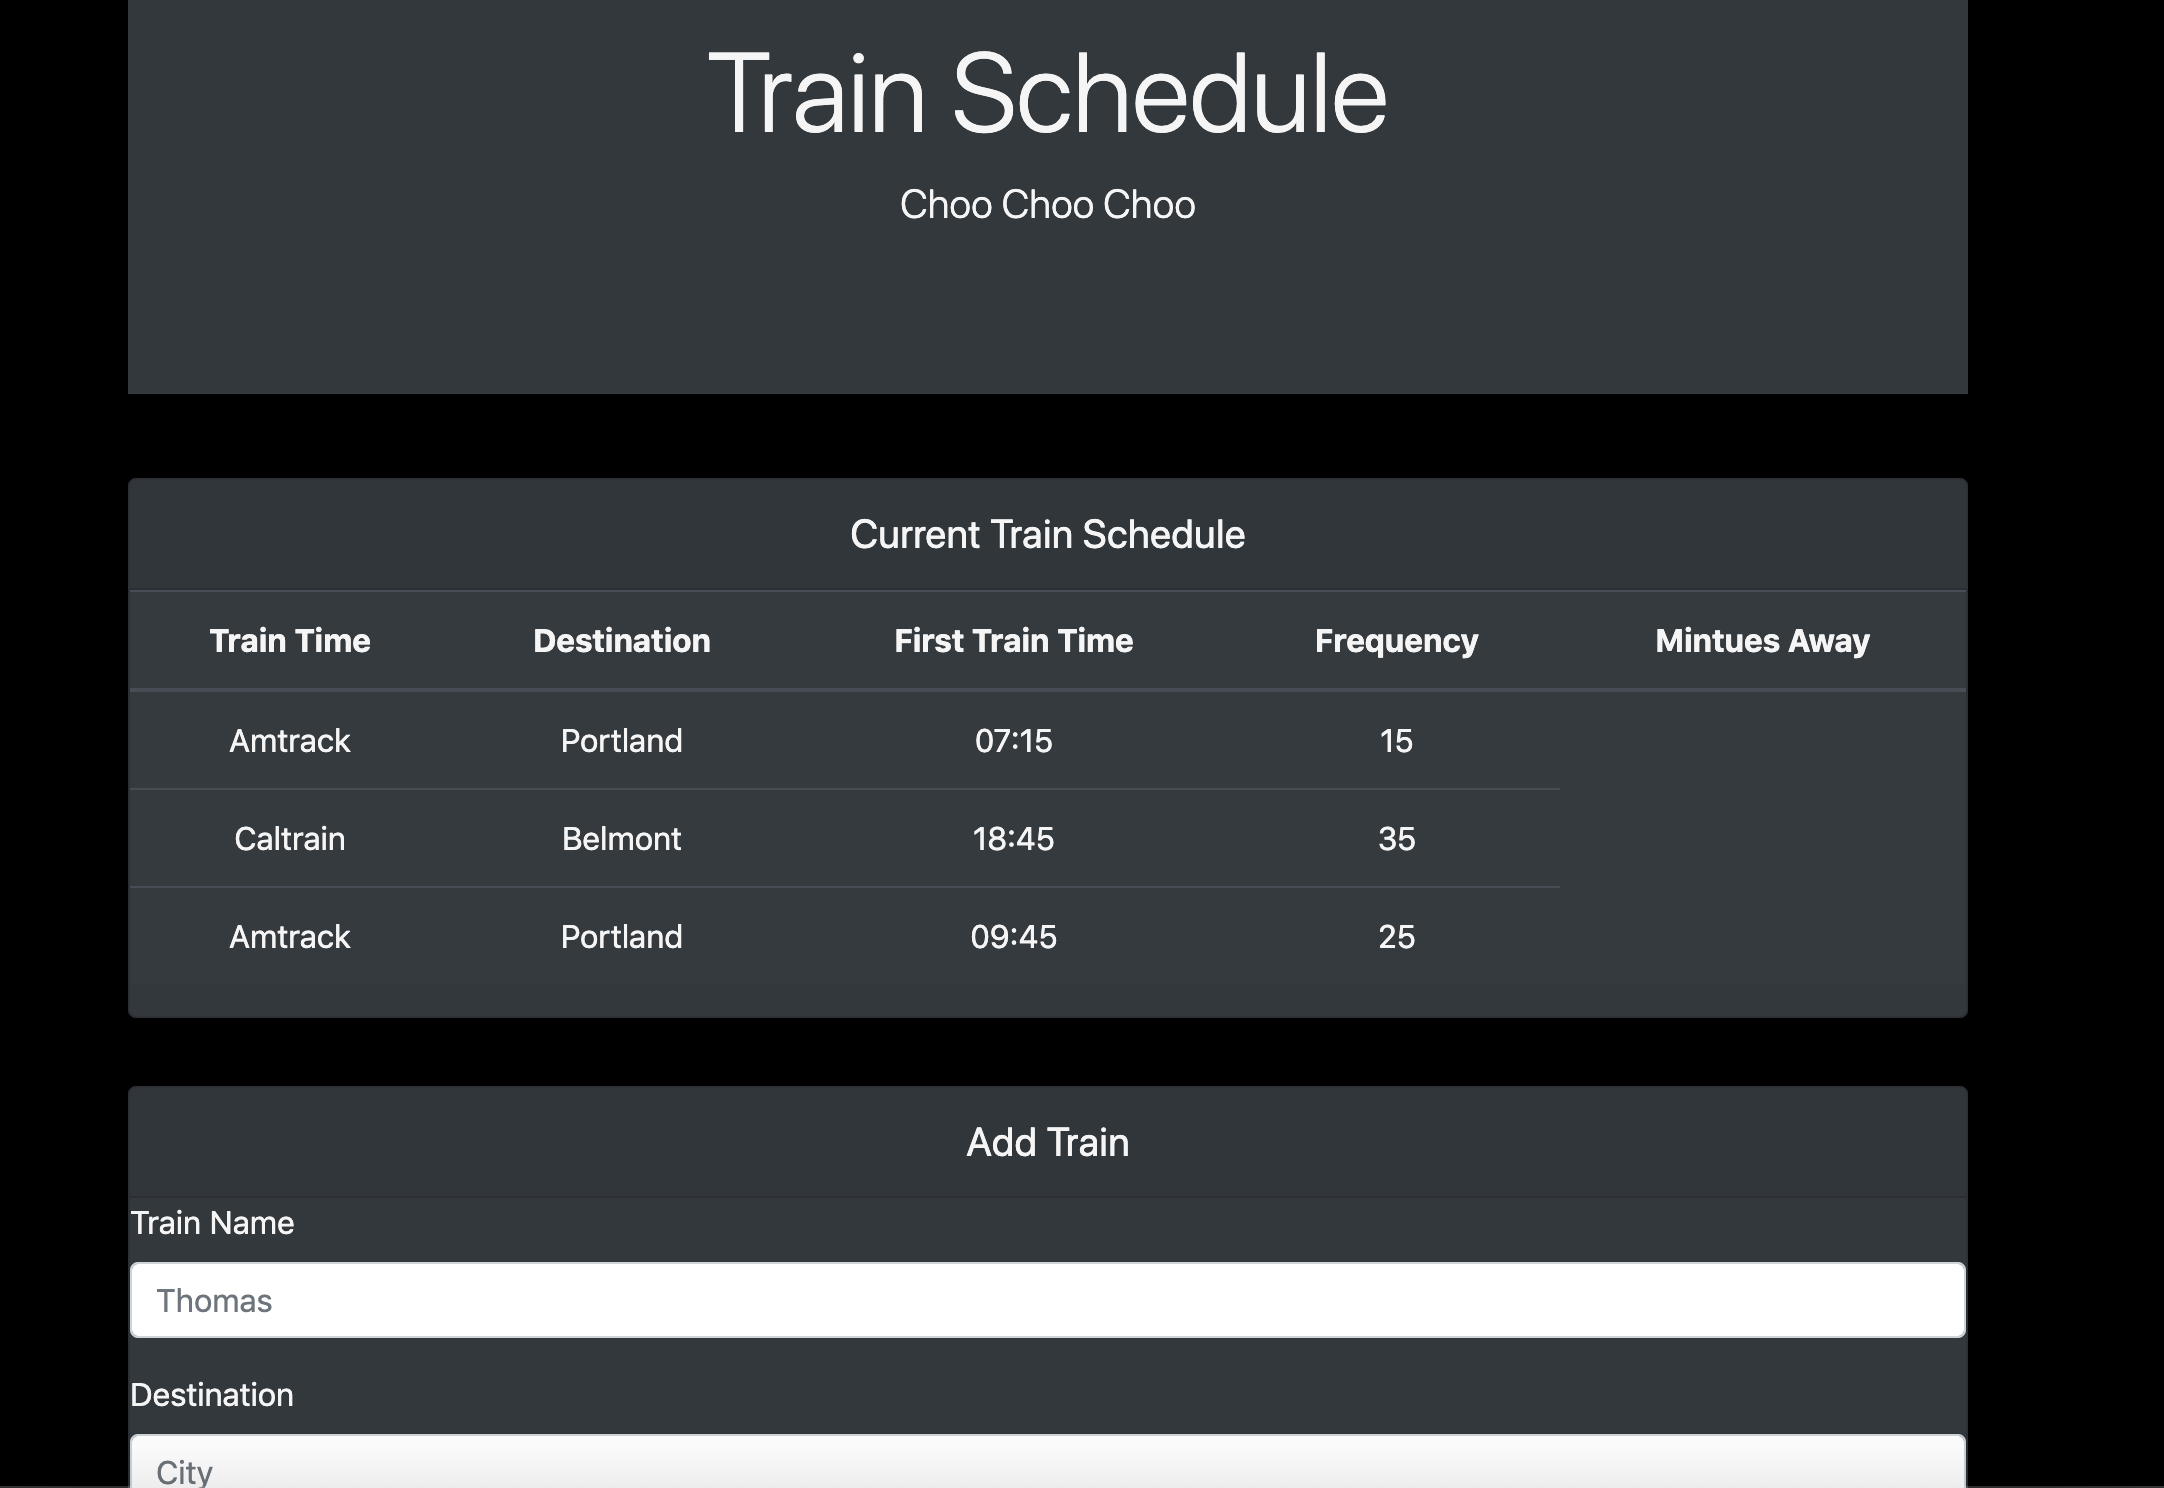 Train Schedule
Choo Choo Choo
Current Train Schedule
Train Time Destination First Train Time Frequency Mintues Away
Amtrack Portland 07:15 15
Caltrain Belmont 18:45 35
Amtrack Portland 09:45 25
Add Train
Train Name
Thomas
Destination
City